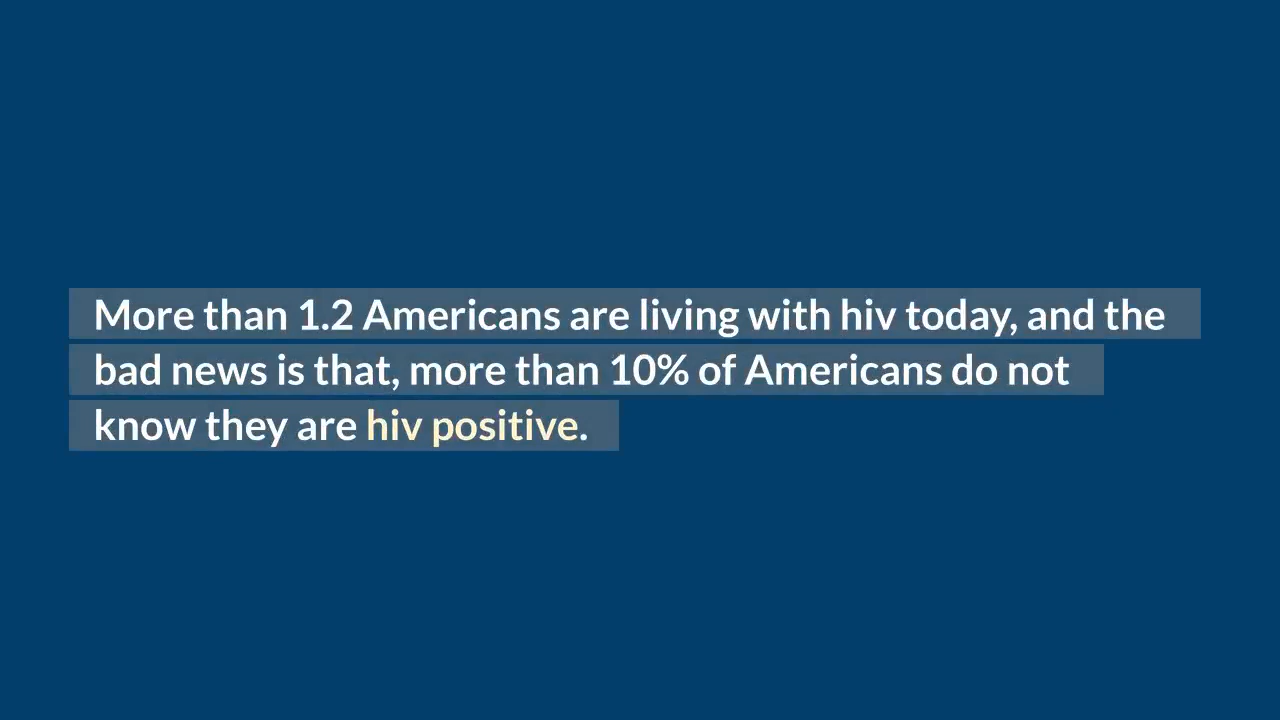 More than 1.2 Americans are living with hiv today, and the
bad news is that, more than 10% of Americans do not
know they are hiv positive.